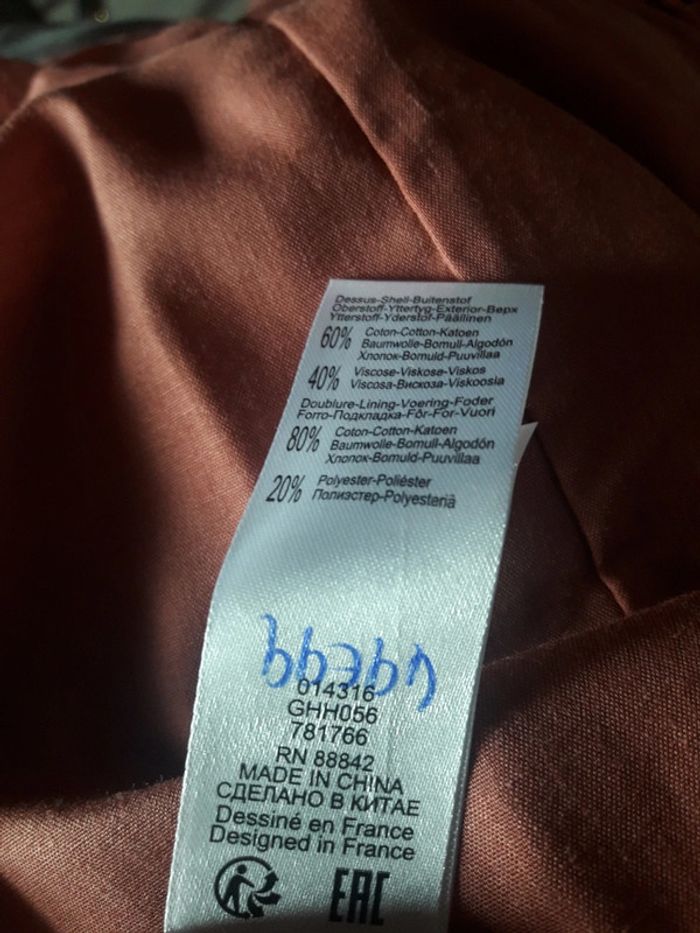 Dessus-Shell-Buitenstof
Oberstoff-Yttertyg-Exterior-Верх
Ytterstoff-Yderstof-Päällinen
60% Coton-Cotton-Katoen
Baumwolle-Bomull-Algodón
Хлопок-Bomuld-Puuvillaa
40% Viscose-Viskose-Viskos
Viscosa-Вискоза-Viskoosia
Doublure-Lining-Voering-Foder
Forro-Подкладка-Fôr-For-Vuori
80% Coton-Cotton-Katoen
Baumwolle-Bomull-Algodón
Хлопок-Bomuld-Puuvillaa
20% Polyester-Poliéster
Полиэстер-Polyesteriä
014316
GHH056
781766
RN 88842
MADE IN CHINA
СДЕЛАНО В КИТАЕ
Dessiné en France
Designed in France
EAC